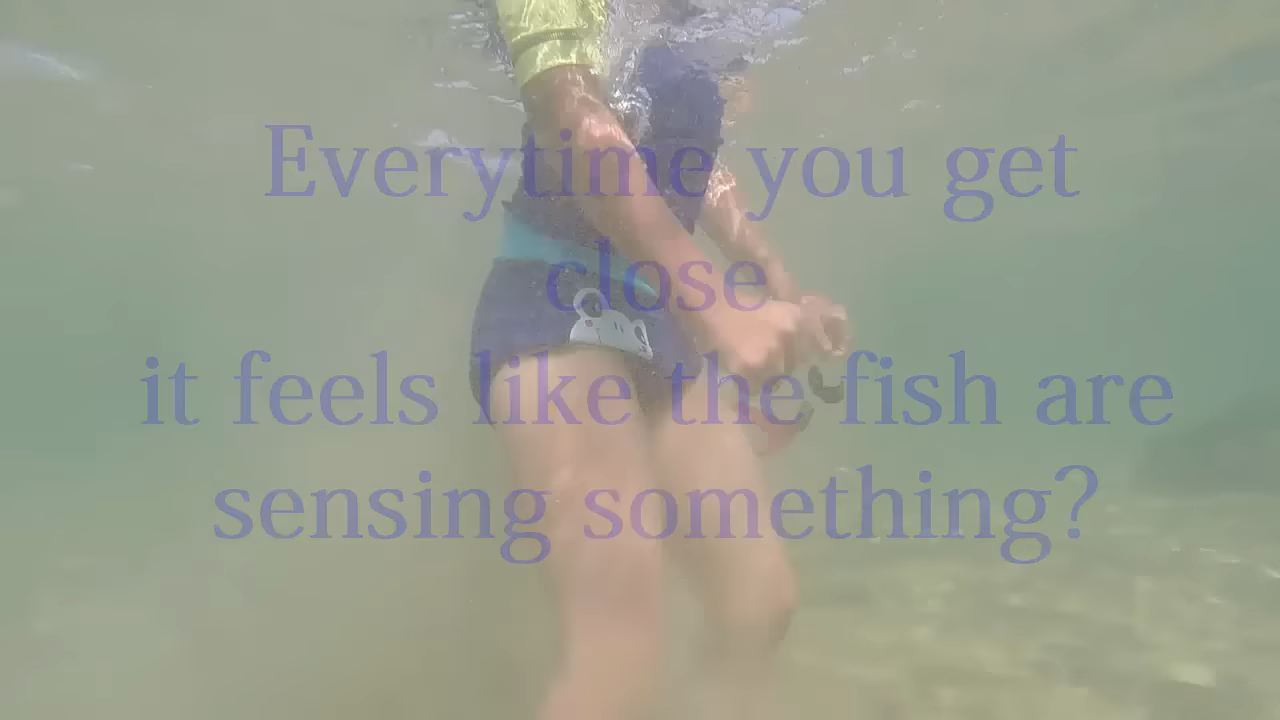 Everytime you get
close
it feels like the fish are
sensing something?